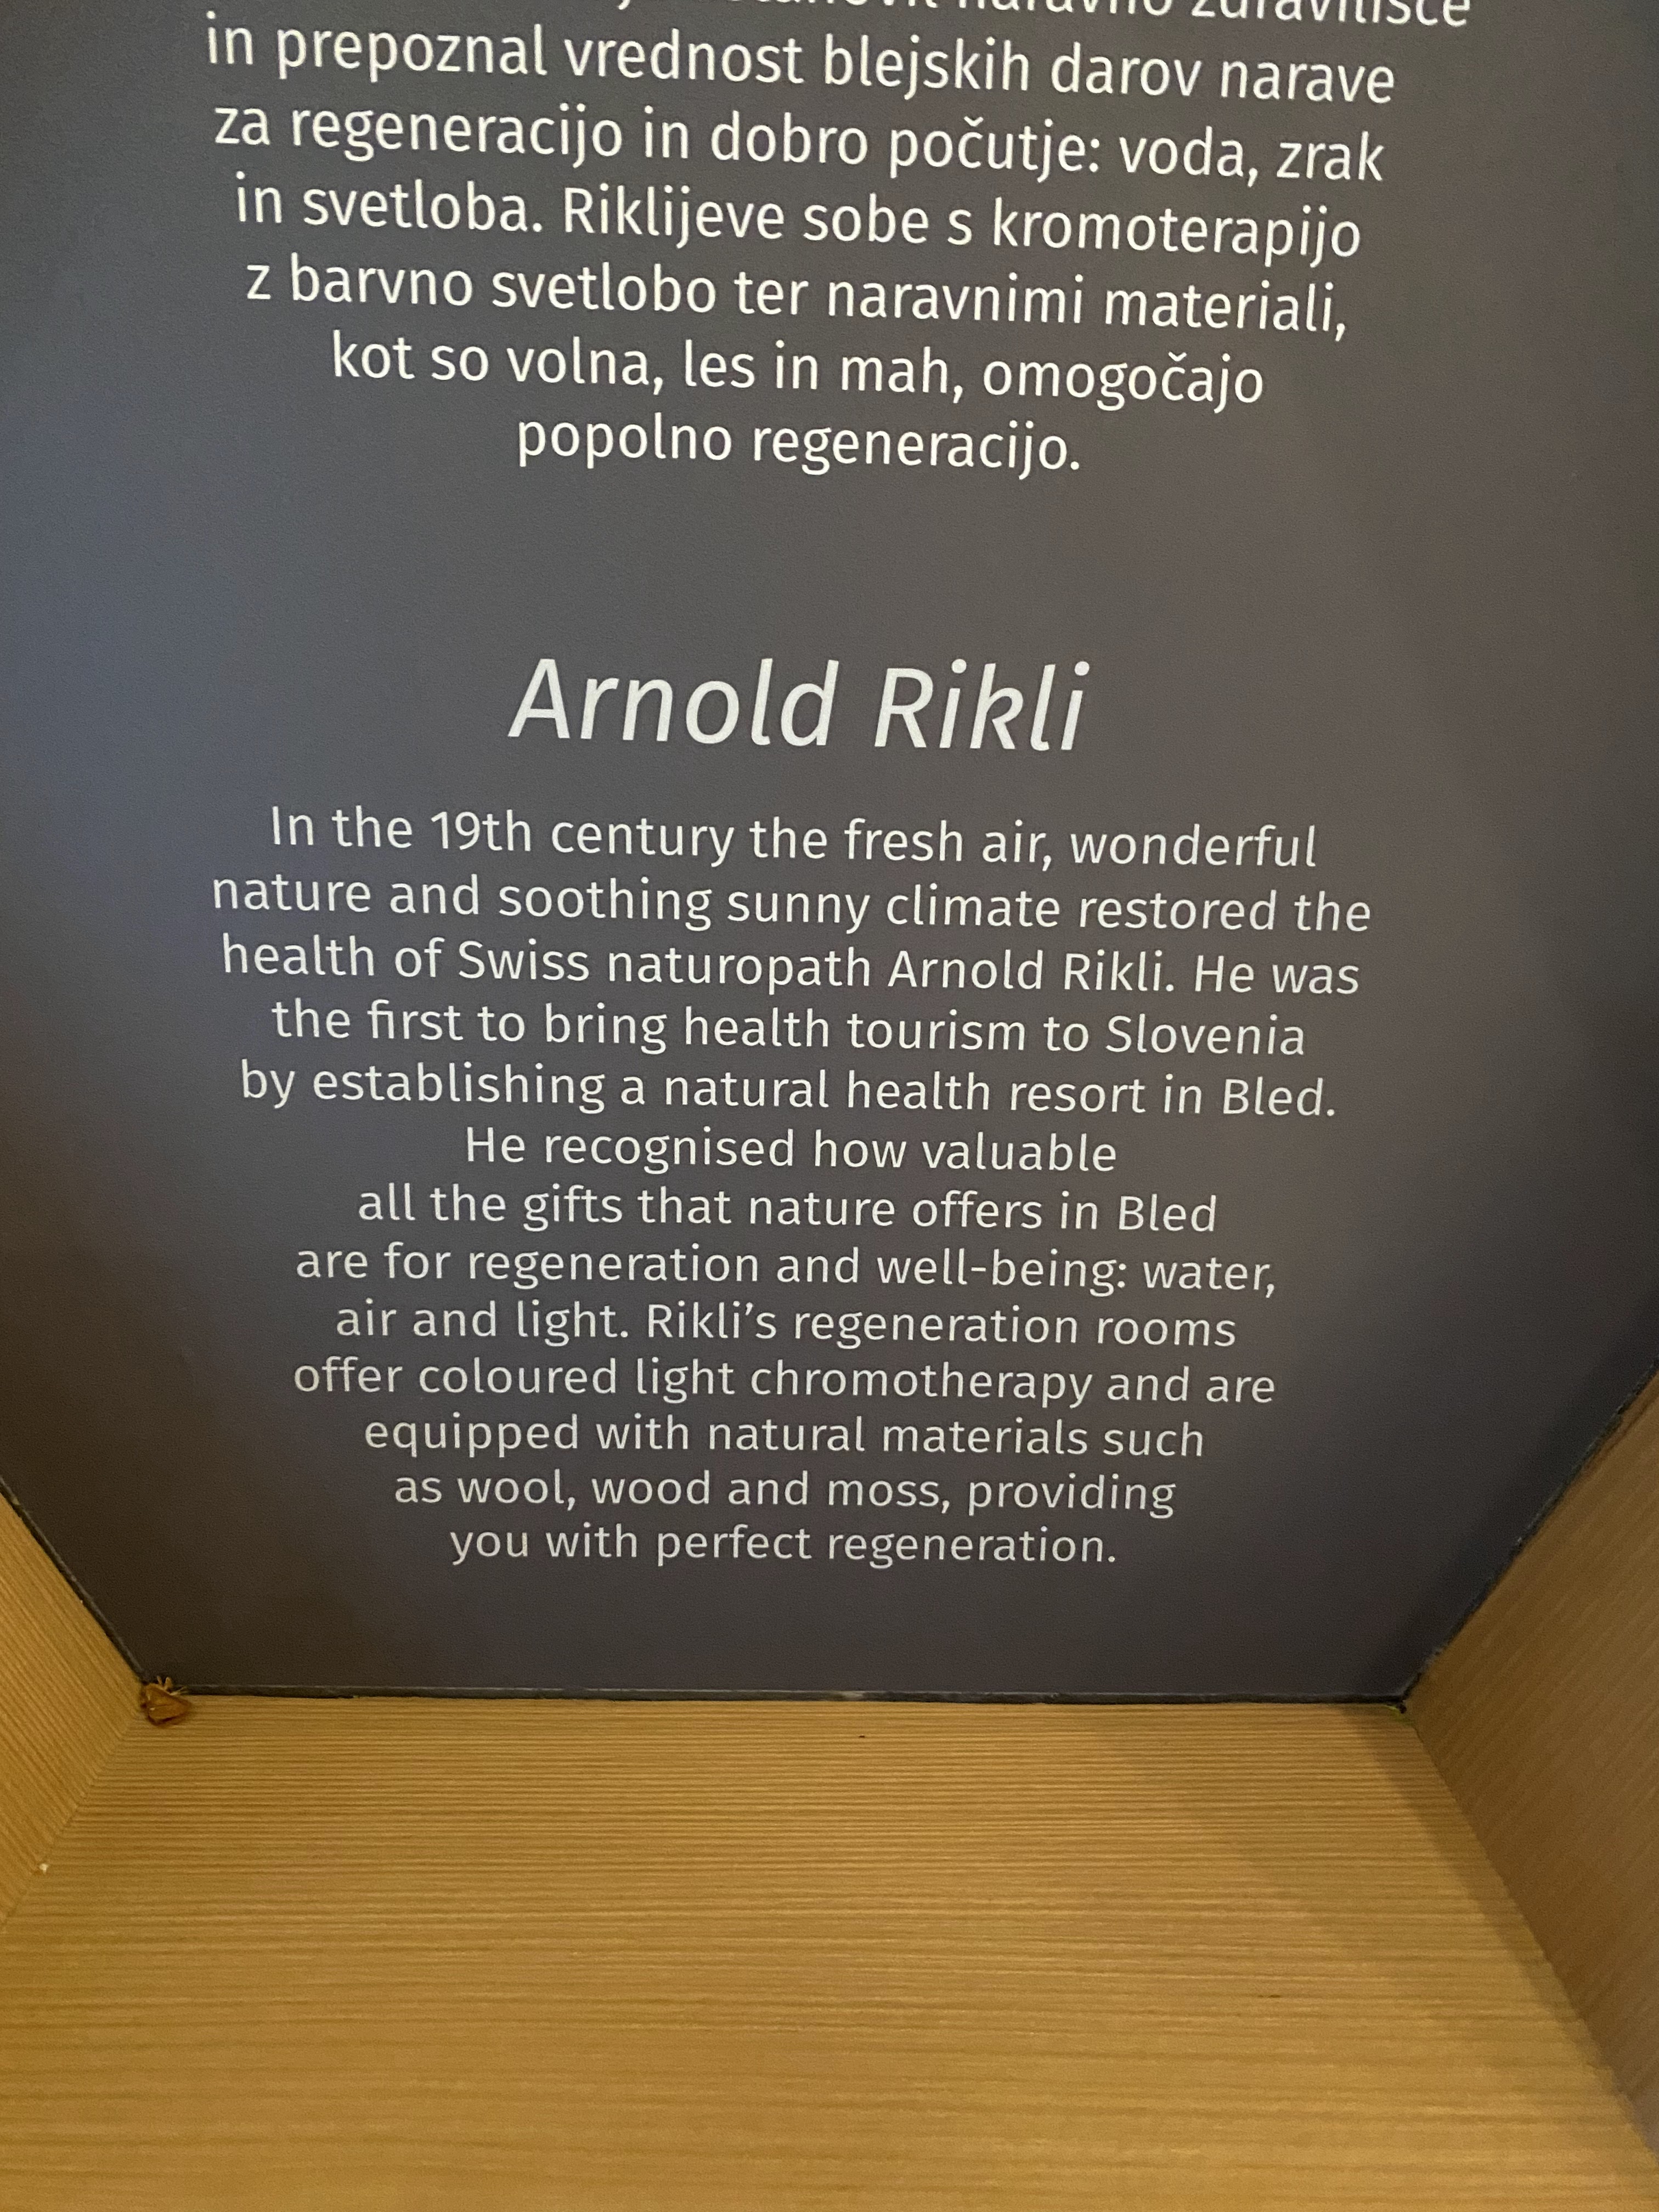 naravno zdravilišče
in prepoznal vrednost blejskih darov narave
za regeneracijo in dobro počutje: voda, zrak
in svetloba. Riklijeve sobe s kromoterapijo
z barvno svetlobo ter naravnimi materiali,
kot so volna, les in mah, omogočajo
popolno regeneracijo.
Arnold Rikli
In the 19th century the fresh air, wonderful
nature and soothing sunny climate restored the
health of Swiss naturopath Arnold Rikli. He was
the first to bring health tourism to Slovenia
by establishing a natural health resort in Bled.
He recognised how valuable
all the gifts that nature offers in Bled
are for regeneration and well-being: water,
air and light. Rikli’s regeneration rooms
offer coloured light chromotherapy and are
equipped with natural materials such
as wool, wood and moss, providing
you with perfect regeneration.